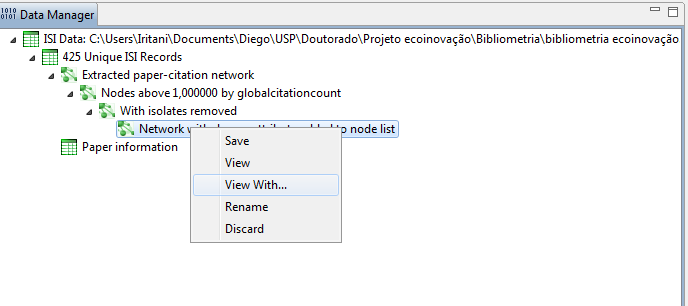 Data Manager
ISI Data: C:\Users\Iritani\Documents\Diego\USP\Doutorado\Projeto ecoinovação\Bibliometria\bibliometria ecoinovação
425 Unique ISI Records
Extracted paper-citation network
Nodes above 1,000000 by globalcitationcount
With isolates removed
Network with to node list
Paper information
Save
View
View With...
Rename
Discard